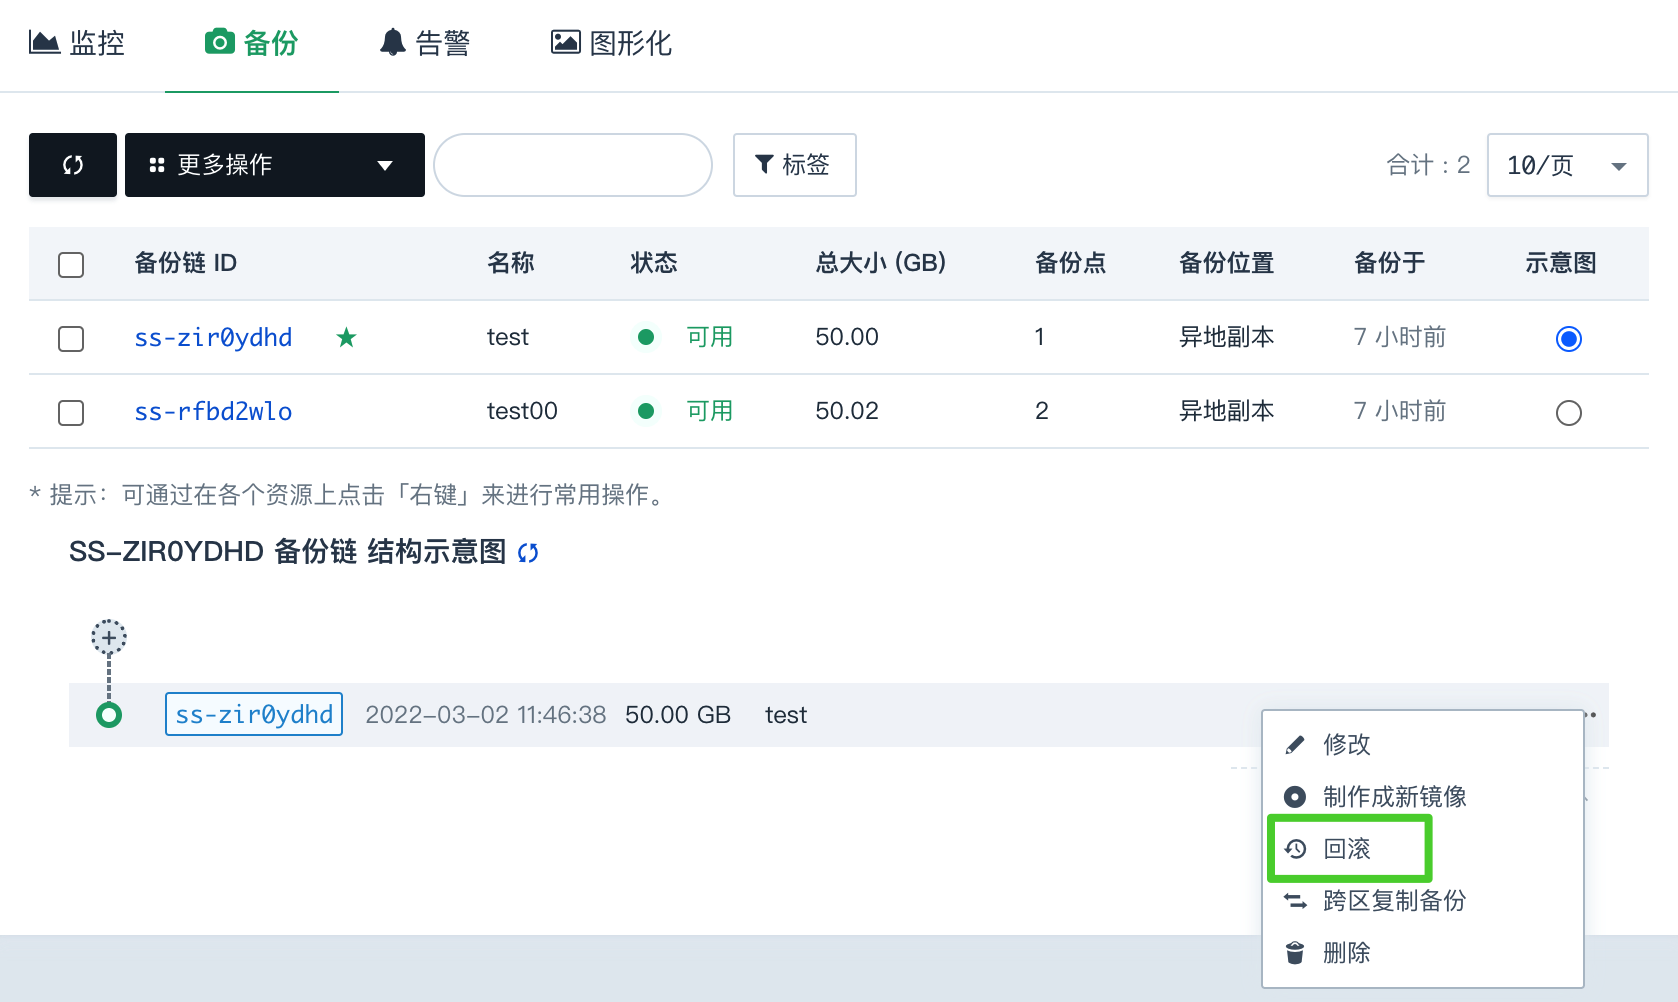 监控 备份 告警 图形化
更多操作 标签 合计：2 10/页
备份链 ID 名称 状态 总大小 (GB) 备份点 备份位置 备份于 示意图
ss-zir0ydhd ★ test 可用 50.00 1 异地副本 7 小时前
ss-rfbd2wlo test00 可用 50.02 2 异地副本 7 小时前
* 提示：可通过在各个资源上点击「右键」来进行常用操作。
SS-ZIR0YDHD 备份链 结构示意图
ss-zir0ydhd 2022-03-02 11:46:38 50.00 GB test
修改
制作成新镜像
回滚
跨区复制备份
删除